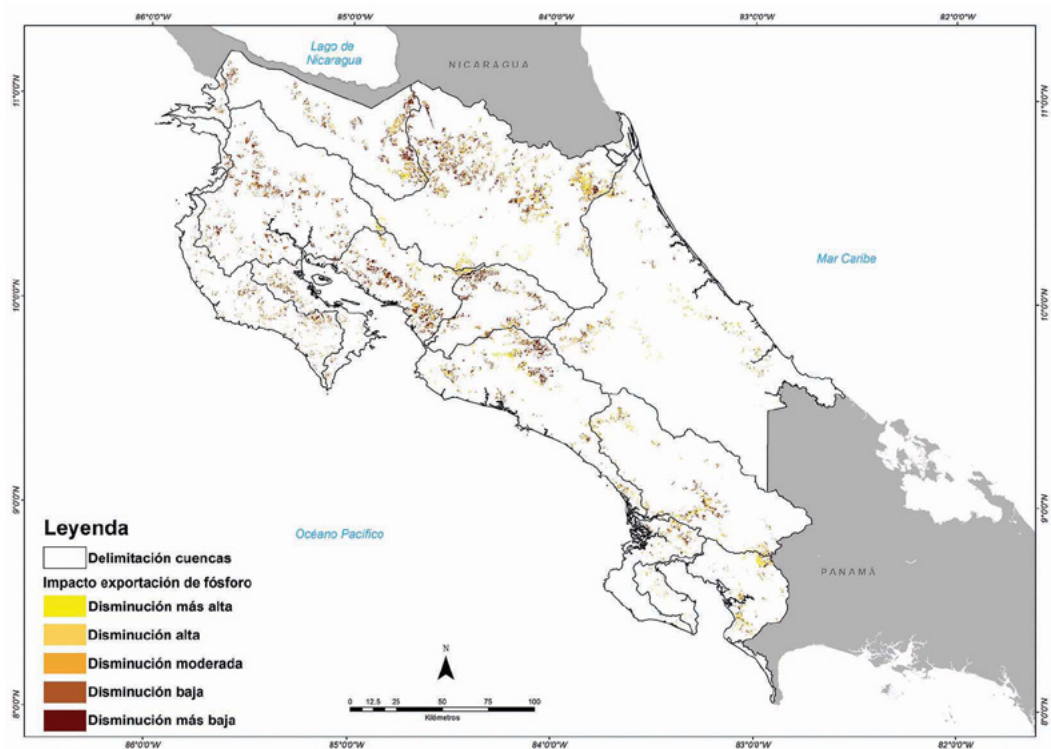 86°0'0"W 85°0'0"W 84°0'0"W 83°0'0"W 82°0'0"W
Lago de
Nicaragua
NICARAGUA
11°0'0"N 11°0'0"N
Mar Caribe
10°0'0"N 10°0'0"N
9°0'0"N 9°0'0"N
Océano Pacífico
PANAMÁ
Leyenda
Delimitación cuencas
Impacto exportación de fósforo
Disminución más alta
Disminución alta
Disminución moderada
Disminución baja
Disminución más baja
N
0 12.5 25 50 75 100
Kilómetros
8°0'0"N 8°0'0"N
86°0'0"W 85°0'0"W 84°0'0"W 83°0'0"W 82°0'0"W